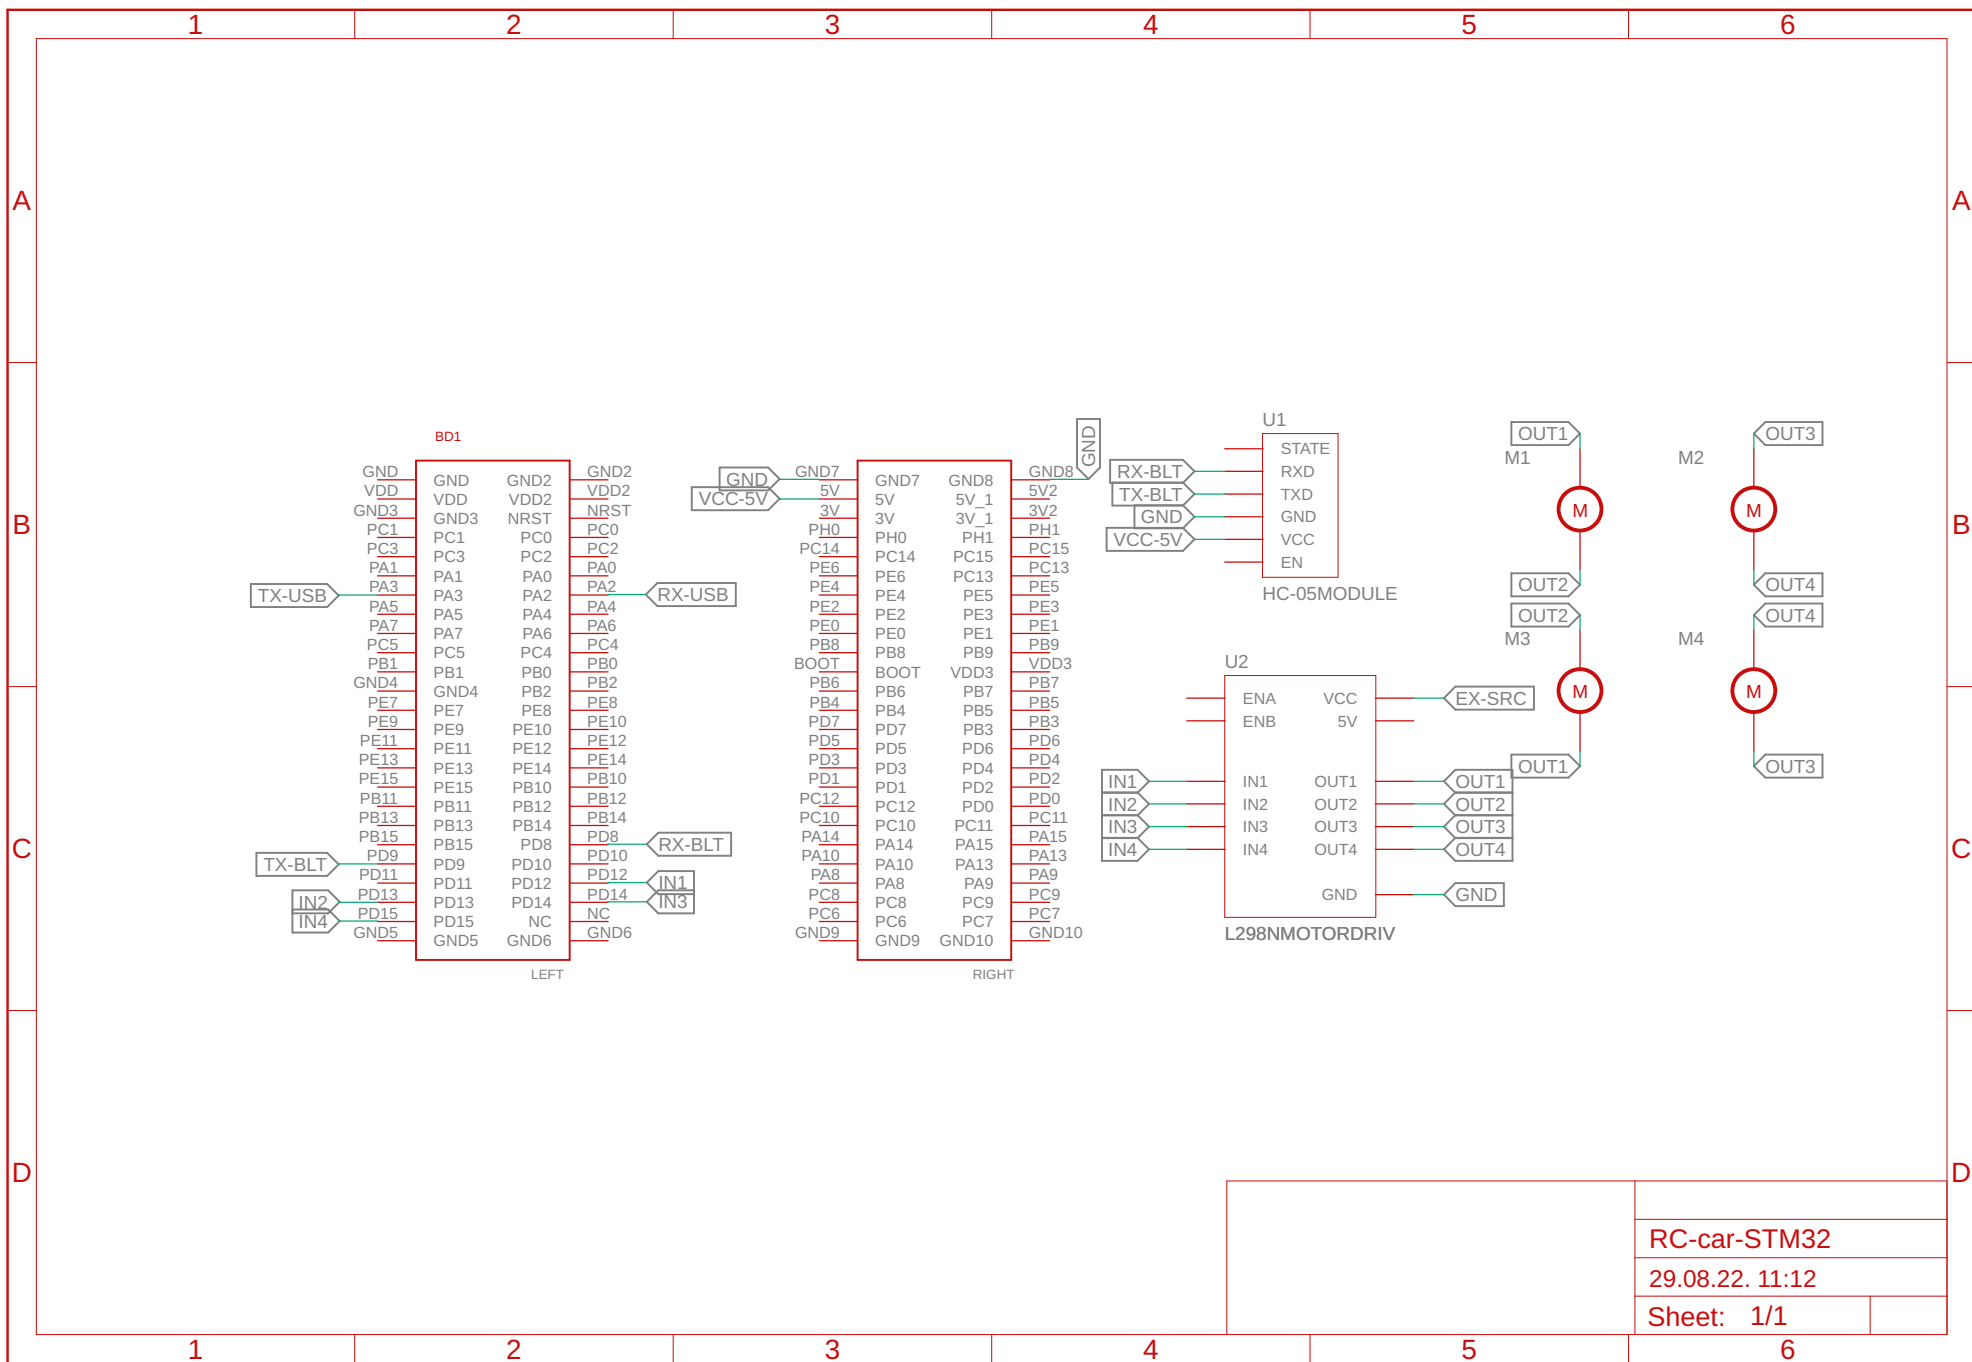 1 2 3 4 5 6
A A
B B
C C
D D
BD1
GND GND GND2 GND2
VDD VDD VDD2 VDD2
GND3 GND3 NRST NRST
PC1 PC1 PC0 PC0
PC3 PC3 PC2 PC2
PA1 PA1 PA0 PA0
TX-USB PA3 PA3 PA2 PA2 RX-USB
PA5 PA5 PA4 PA4
PA7 PA7 PA6 PA6
PC5 PC5 PC4 PC4
PB1 PB1 PB0 PB0
GND4 GND4 PB2 PB2
PE7 PE7 PE8 PE8
PE9 PE9 PE10 PE10
PE11 PE11 PE12 PE12
PE13 PE13 PE14 PE14
PE15 PE15 PB10 PB10
PB11 PB11 PB12 PB12
PB13 PB13 PB14 PB14
PB15 PB15 PD8 PD8 RX-BLT
TX-BLT PD9 PD9 PD10 PD10
PD11 PD11 PD12 PD12 IN1
IN2 PD13 PD13 PD14 PD14 IN3
IN4 PD15 PD15 NC NC
GND5 GND5 GND6 GND6
LEFT
GND GND7 GND7 GND8 GND8 GND
VCC-5V 5V 5V 5V_1 5V2
3V 3V 3V_1 3V2
PH0 PH0 PH1 PH1
PC14 PC14 PC15 PC15
PE6 PE6 PC13 PC13
PE4 PE4 PE5 PE5
PE2 PE2 PE3 PE3
PE0 PE0 PE1 PE1
PB8 PB8 PB9 PB9
BOOT BOOT VDD3 VDD3
PB6 PB6 PB7 PB7
PB4 PB4 PB5 PB5
PD7 PD7 PB3 PB3
PD5 PD5 PD6 PD6
PD3 PD3 PD4 PD4
PD1 PD1 PD2 PD2
PC12 PC12 PD0 PD0
PC10 PC10 PC11 PC11
PA14 PA14 PA15 PA15
PA10 PA10 PA13 PA13
PA8 PA8 PA9 PA9
PC8 PC8 PC9 PC9
PC6 PC6 PC7 PC7
GND9 GND9 GND10 GND10
RIGHT
U1
STATE
RX-BLT RXD
TX-BLT TXD
GND GND
VCC-5V VCC
EN
HC-05MODULE
U2
ENA VCC EX-SRC
ENB 5V
IN1 IN1 OUT1 OUT1
IN2 IN2 OUT2 OUT2
IN3 IN3 OUT3 OUT3
IN4 IN4 OUT4 OUT4
GND GND
L298NMOTORDRIV
OUT1 OUT3
M1 M2
M M
OUT2 OUT4
OUT2 OUT4
M3 M4
M M
OUT1 OUT3
RC-car-STM32
29.08.22. 11:12
Sheet: 1/1
1 2 3 4 5 6